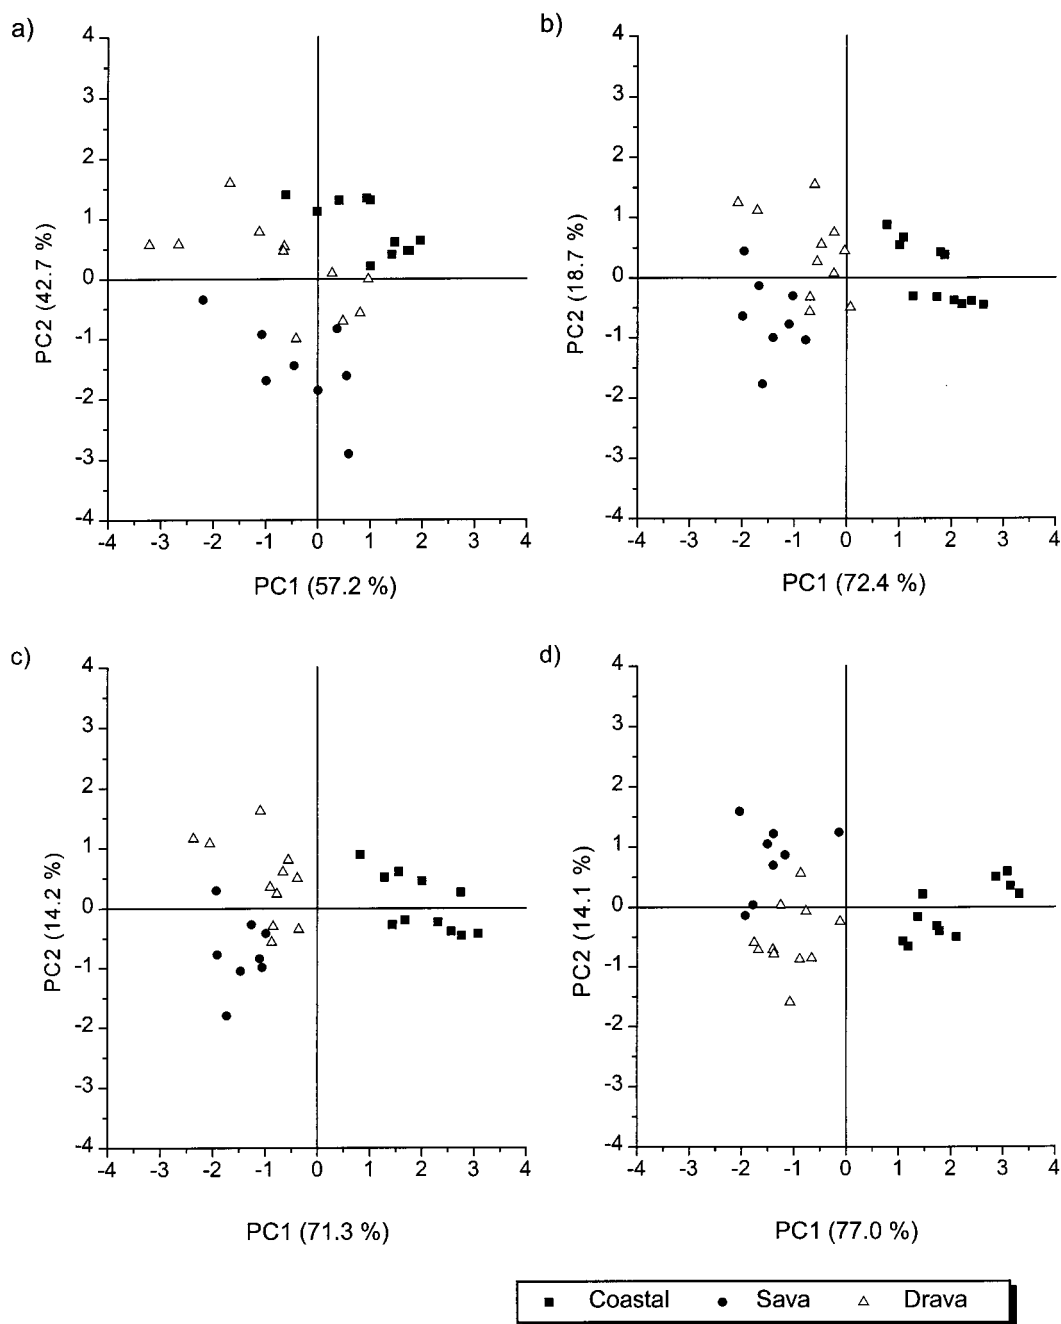 a)
4
3
2
1
0
-1
-2
-3
-4
PC2 (42.7 %)
-4 -3 -2 -1 0 1 2 3 4
PC1 (57.2 %)
b)
4
3
2
1
0
-1
-2
-3
-4
PC2 (18.7 %)
-4 -3 -2 -1 0 1 2 3 4
PC1 (72.4 %)
c)
4
3
2
1
0
-1
-2
-3
-4
PC2 (14.2 %)
-4 -3 -2 -1 0 1 2 3 4
PC1 (71.3 %)
d)
4
3
2
1
0
-1
-2
-3
-4
PC2 (14.1 %)
-4 -3 -2 -1 0 1 2 3 4
PC1 (77.0 %)
Coastal Sava Drava